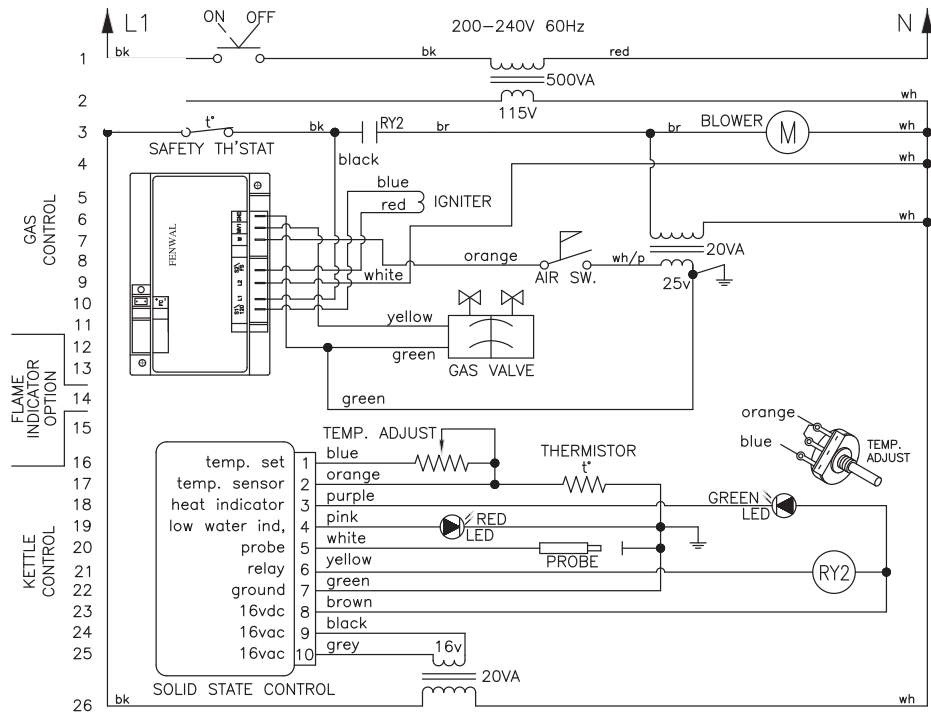 L1 ON OFF 200-240V 60Hz N
1 bk bk red
500VA
2 115V wh
3 t° bk RY2 br br BLOWER M wh
SAFETY TH'STAT
4 black wh
GAS CONTROL
5 blue
IGNITER
6 red wh
7 20VA
8 orange wh/p
AIR SW.
9 white 25v
10
11 yellow
12 green
GAS VALVE
13
14 green
FENWAL
GND
MV1
W
S2/ FS
L2
L1
FLAME INDICATOR OPTION
15 TEMP. ADJUST
orange
blue
TEMP. ADJUST
16 temp. set 1 blue
THERMISTOR
t°
17 temp. sensor 2 orange
18 heat indicator 3 purple GREEN LED
19 low water ind, 4 pink RED LED
KETTLE CONTROL
20 probe 5 white PROBE
21 relay 6 yellow RY2
22 ground 7 green
23 16vdc 8 brown
24 16vac 9 black
25 16vac 10 grey 16v
20VA
SOLID STATE CONTROL
26 bk wh